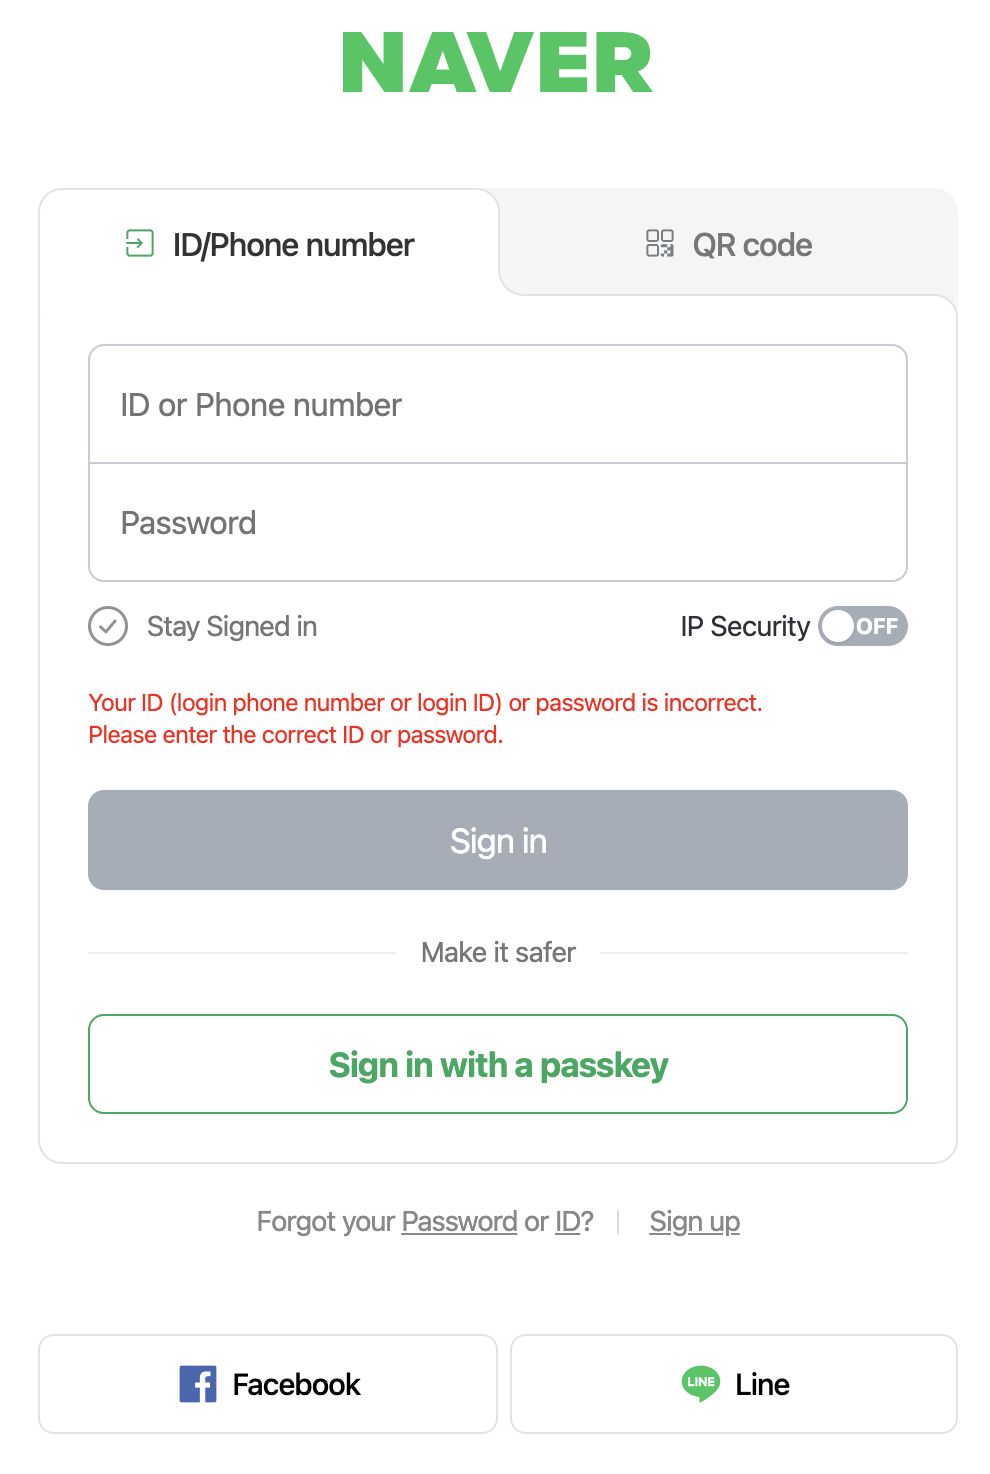 NAVER
ID/Phone number
QR code
ID or Phone number
Password
Stay Signed in
IP Security OFF
Your ID (login phone number or login ID) or password is incorrect.
Please enter the correct ID or password.
Sign in
Make it safer
Sign in with a passkey
Forgot your Password or ID? | Sign up
Facebook
LINE Line